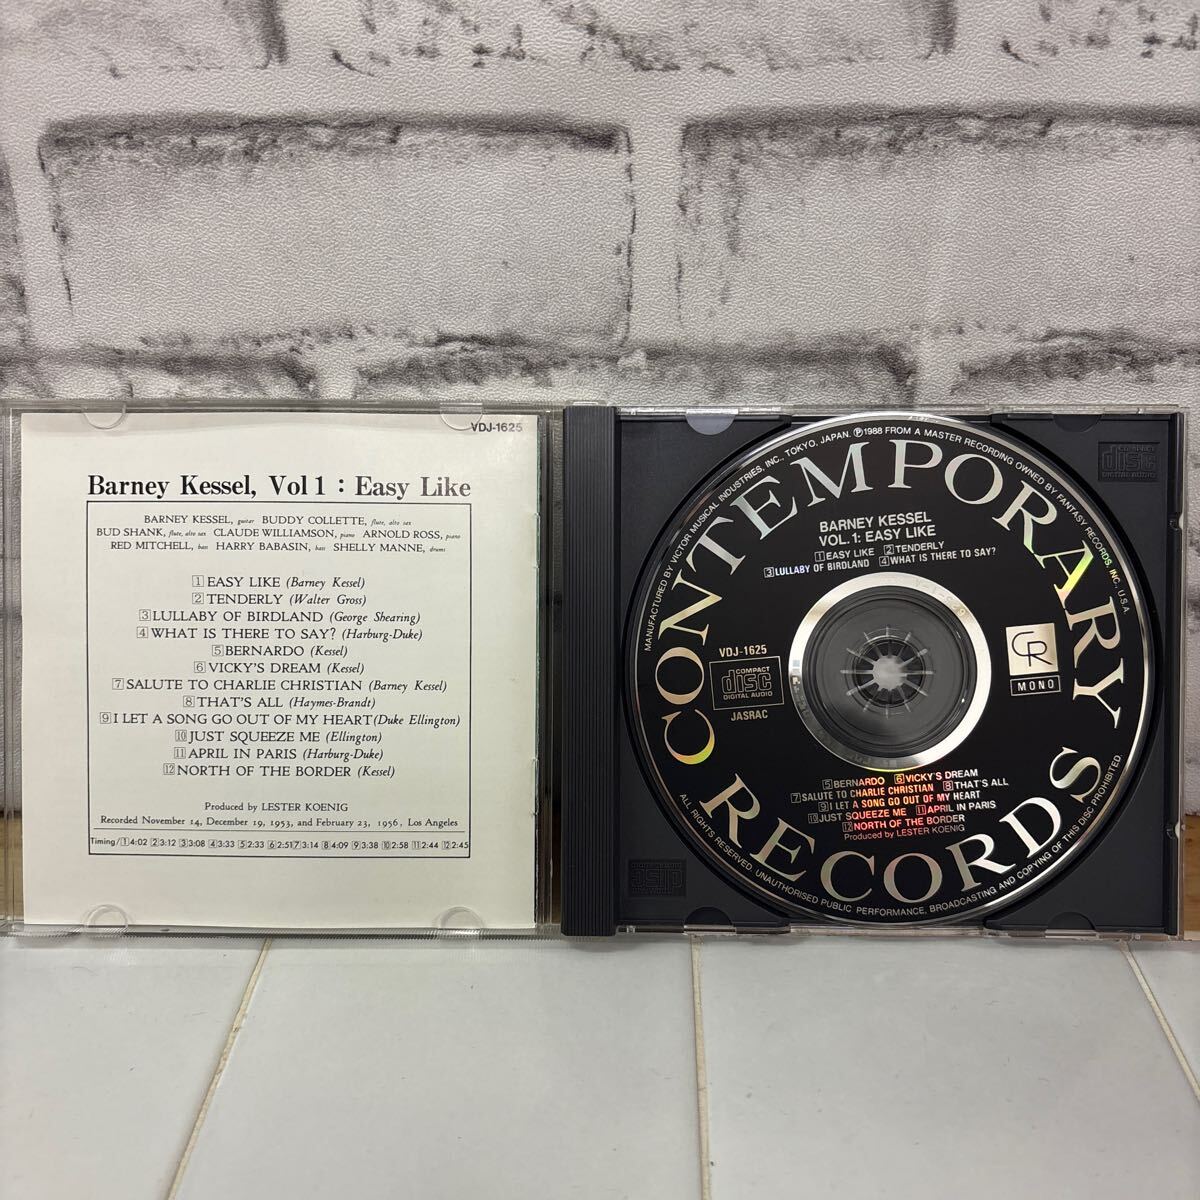 VDJ-1625
Barney Kessel, Vol 1 : Easy Like
BARNEY KESSEL, guitar BUDDY COLLETTE, flute, alto sax
BUD SHANK, flute, alto sax CLAUDE WILLIAMSON, piano ARNOLD ROSS, piano
RED MITCHELL, bass HARRY BABASIN, bass SHELLY MANNE, drums
1 EASY LIKE (Barney Kessel)
2 TENDERLY (Walter Gross)
3 LULLABY OF BIRDLAND (George Shearing)
4 WHAT IS THERE TO SAY? (Harburg-Duke)
5 BERNARDO (Kessel)
6 VICKY'S DREAM (Kessel)
7 SALUTE TO CHARLIE CHRISTIAN (Barney Kessel)
8 THAT'S ALL (Haymes-Brandt)
9 I LET A SONG GO OUT OF MY HEART (Duke Ellington)
10 JUST SQUEEZE ME (Ellington)
11 APRIL IN PARIS (Harburg-Duke)
12 NORTH OF THE BORDER (Kessel)
Produced by LESTER KOENIG
Recorded November 14, December 19, 1953, and February 23, 1956, Los Angeles
Timing/ 1 4:02 2 3:12 3 3:08 4 3:33 5 2:33 6 2:51 7 3:14 8 4:09 9 3:38 10 2:58 11 2:44 12 2:45
MANUFACTURED BY VICTOR MUSICAL INDUSTRIES, INC., TOKYO, JAPAN. Ⓟ1988 FROM A MASTER RECORDING OWNED BY FANTASY RECORDS, INC., U.S.A.
CONTEMPORARY RECORDS
BARNEY KESSEL
VOL. 1: EASY LIKE
1 EASY LIKE 2 TENDERLY
3 LULLABY OF BIRDLAND 4 WHAT IS THERE TO SAY?
VDJ-1625
COMPACT
disc
DIGITAL AUDIO
JASRAC
CR
MONO
5 BERNARDO 6 VICKY'S DREAM
7 SALUTE TO CHARLIE CHRISTIAN 8 THAT'S ALL
9 I LET A SONG GO OUT OF MY HEART
10 JUST SQUEEZE ME 11 APRIL IN PARIS
12 NORTH OF THE BORDER
Produced by LESTER KOENIG
ALL RIGHTS RESERVED. UNAUTHORISED PUBLIC PERFORMANCE, BROADCASTING AND COPYING OF THIS DISC PROHIBITED.
COMPACT
disc
DIGITAL AUDIO